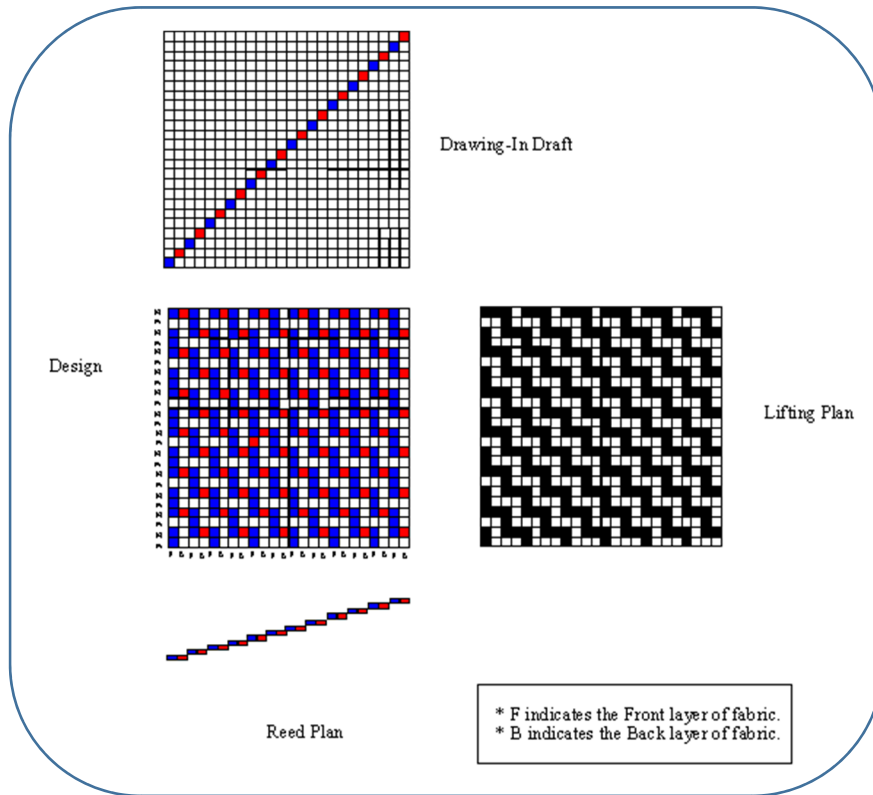 Drawing-In Draft
Design
Lifting Plan
Reed Plan
* F indicates the Front layer of fabric.
* B indicates the Back layer of fabric.